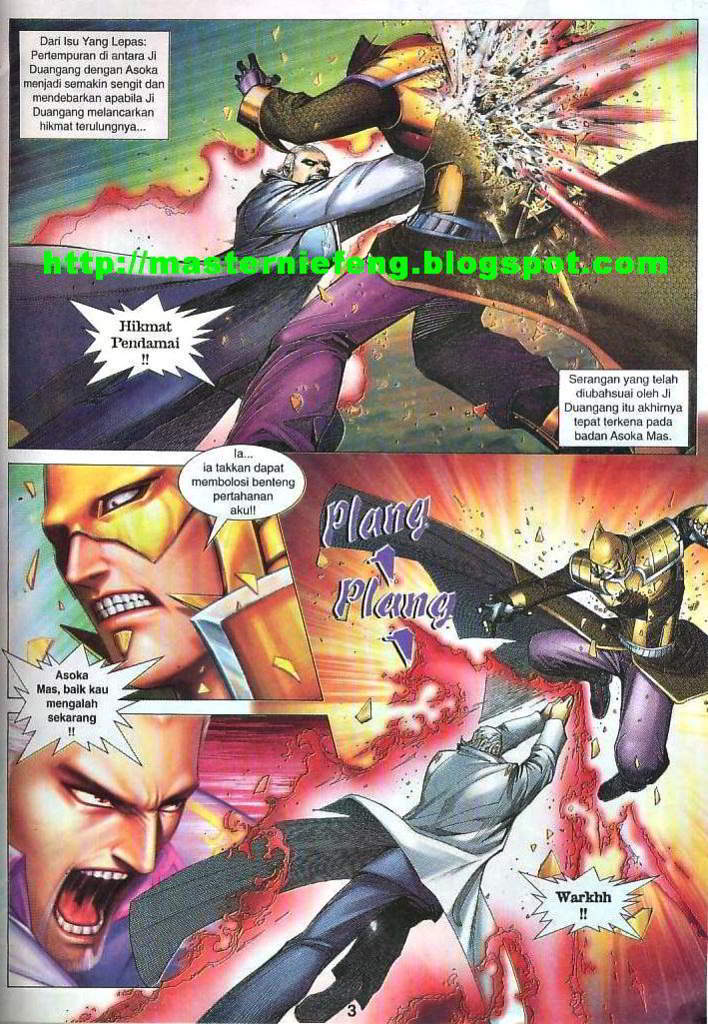 Dari Isu Yang Lepas:
Pertempuran di antara Ji
Duangang dengan Asoka
menjadi semakin sengit dan
mendebarkan apabila Ji
Duangang melancarkan
hikmat terulungnya...
http://masterniefeng.blogspot.com
Hikmat
Pendamai
!!
Serangan yang telah
diubahsuai oleh Ji
Duangang itu akhirnya
tepat terkena pada
badan Asoka Mas.
Ia...
ia takkan dapat
membolosi benteng
pertahanan
aku!!
Plang
Plang
Asoka
Mas, baik kau
mengalah
sekarang
!!
Warkhh
!!
3